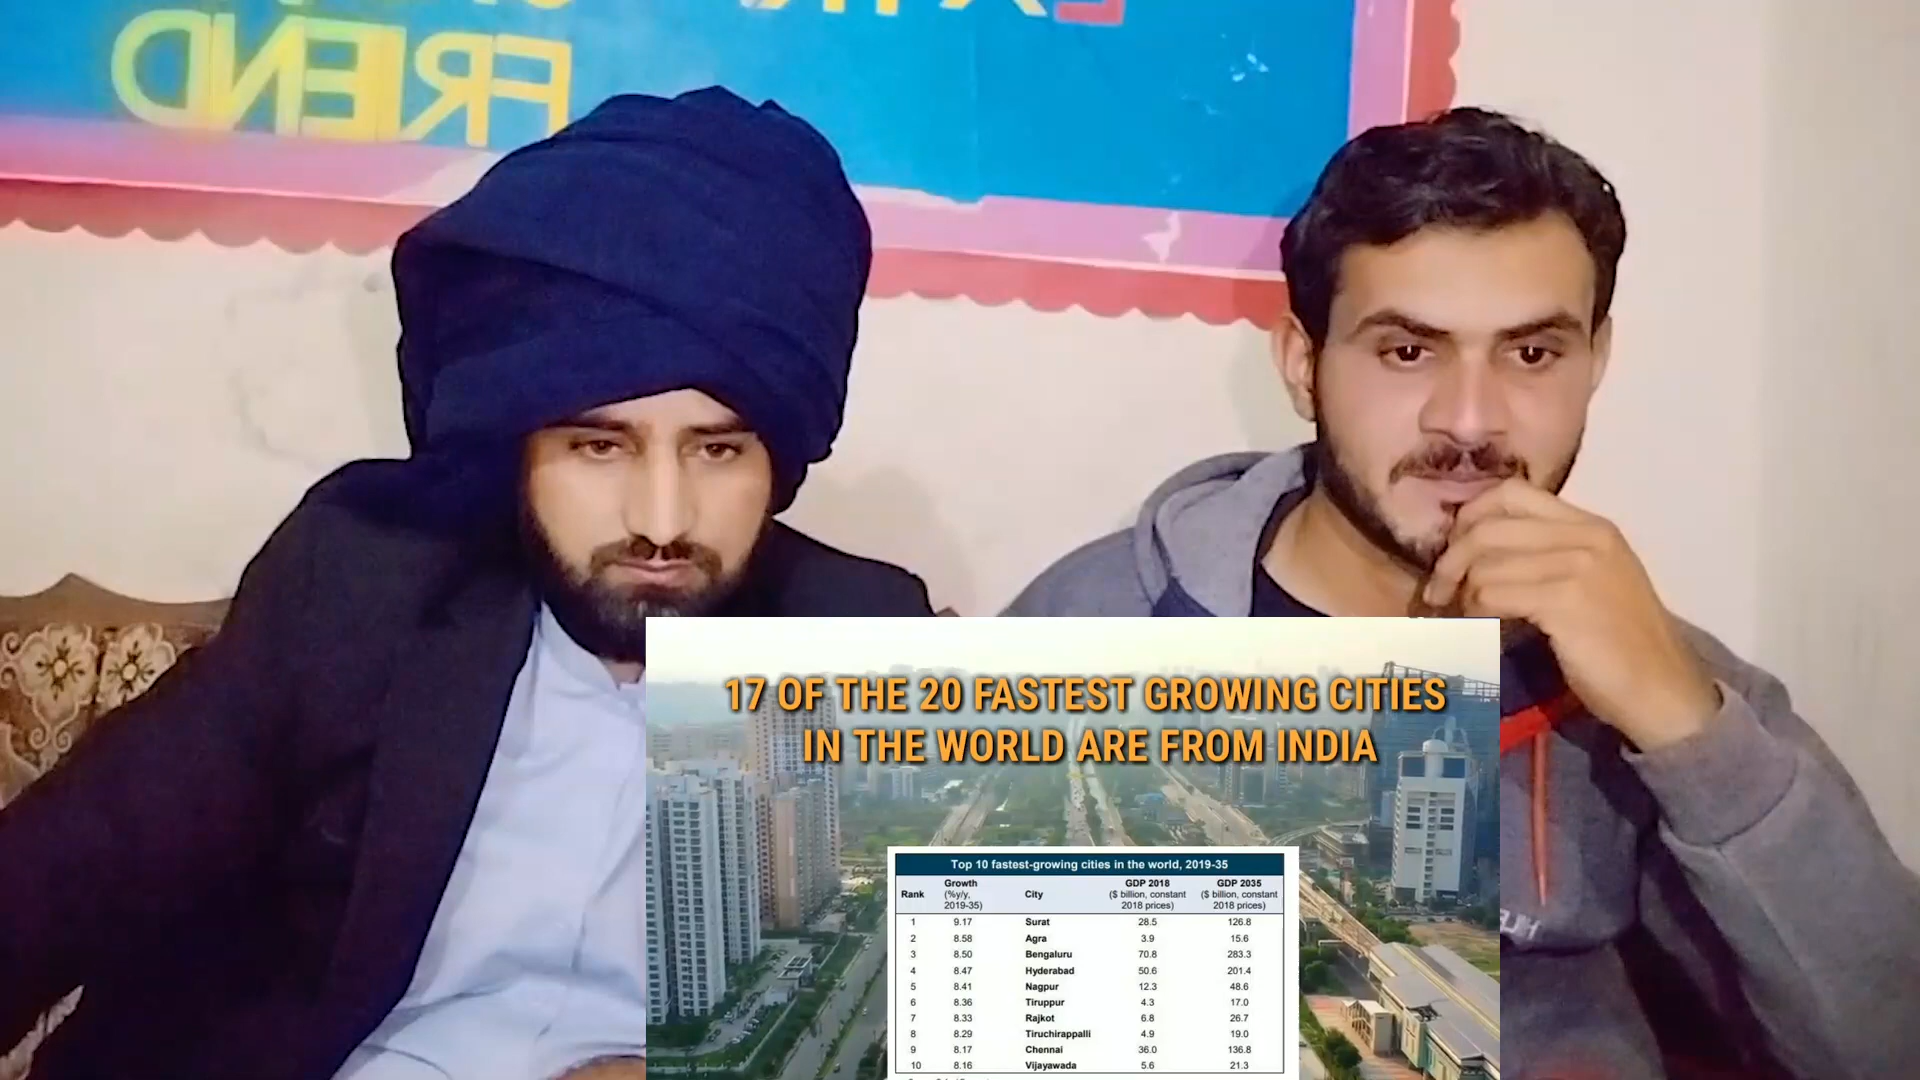 FRIEND
17 OF THE 20 FASTEST GROWING CITIES
IN THE WORLD ARE FROM INDIA
Top 10 fastest-growing cities in the world, 2019-35
Rank Growth (%y/y, 2019-35) City GDP 2018 ($ billion, constant 2018 prices) GDP 2035 ($ billion, constant 2018 prices)
1 9.17 Surat 28.5 126.8
2 8.58 Agra 3.9 15.6
3 8.50 Bengaluru 70.8 283.3
4 8.47 Hyderabad 50.6 201.4
5 8.41 Nagpur 12.3 48.6
6 8.36 Tiruppur 4.3 17.0
7 8.33 Rajkot 6.8 26.7
8 8.29 Tiruchirappalli 4.9 19.0
9 8.17 Chennai 36.0 136.8
10 8.16 Vijayawada 5.6 21.3